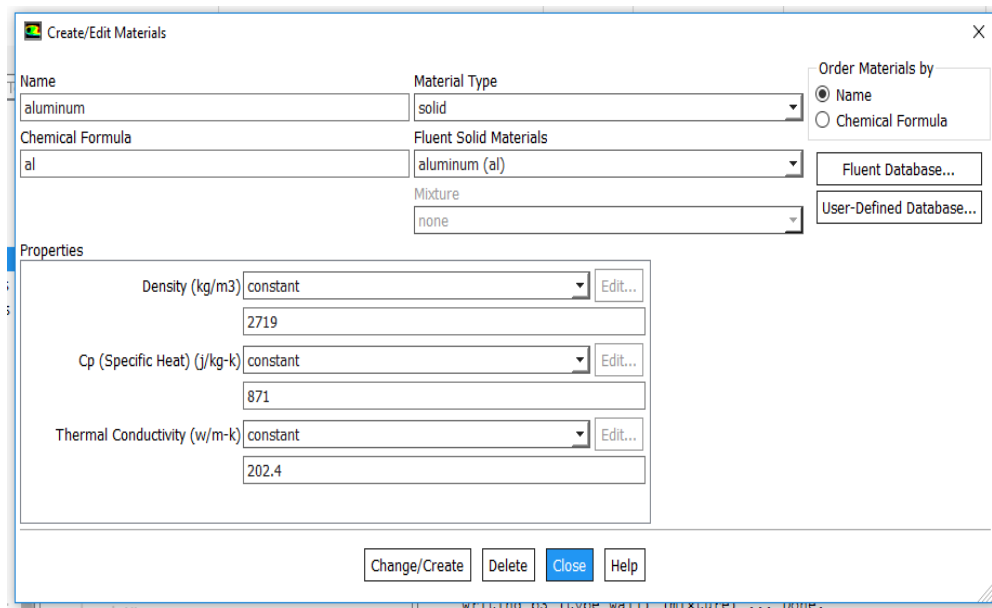 Create/Edit Materials
Name
Material Type
Order Materials by
aluminum
solid
Name
Chemical Formula
Chemical Formula
Fluent Solid Materials
al
aluminum (al)
Fluent Database...
Mixture
none
User-Defined Database...
Properties
Density (kg/m3) constant Edit...
2719
Cp (Specific Heat) (j/kg-k) constant Edit...
871
Thermal Conductivity (w/m-k) constant Edit...
202.4
Change/Create Delete Close Help